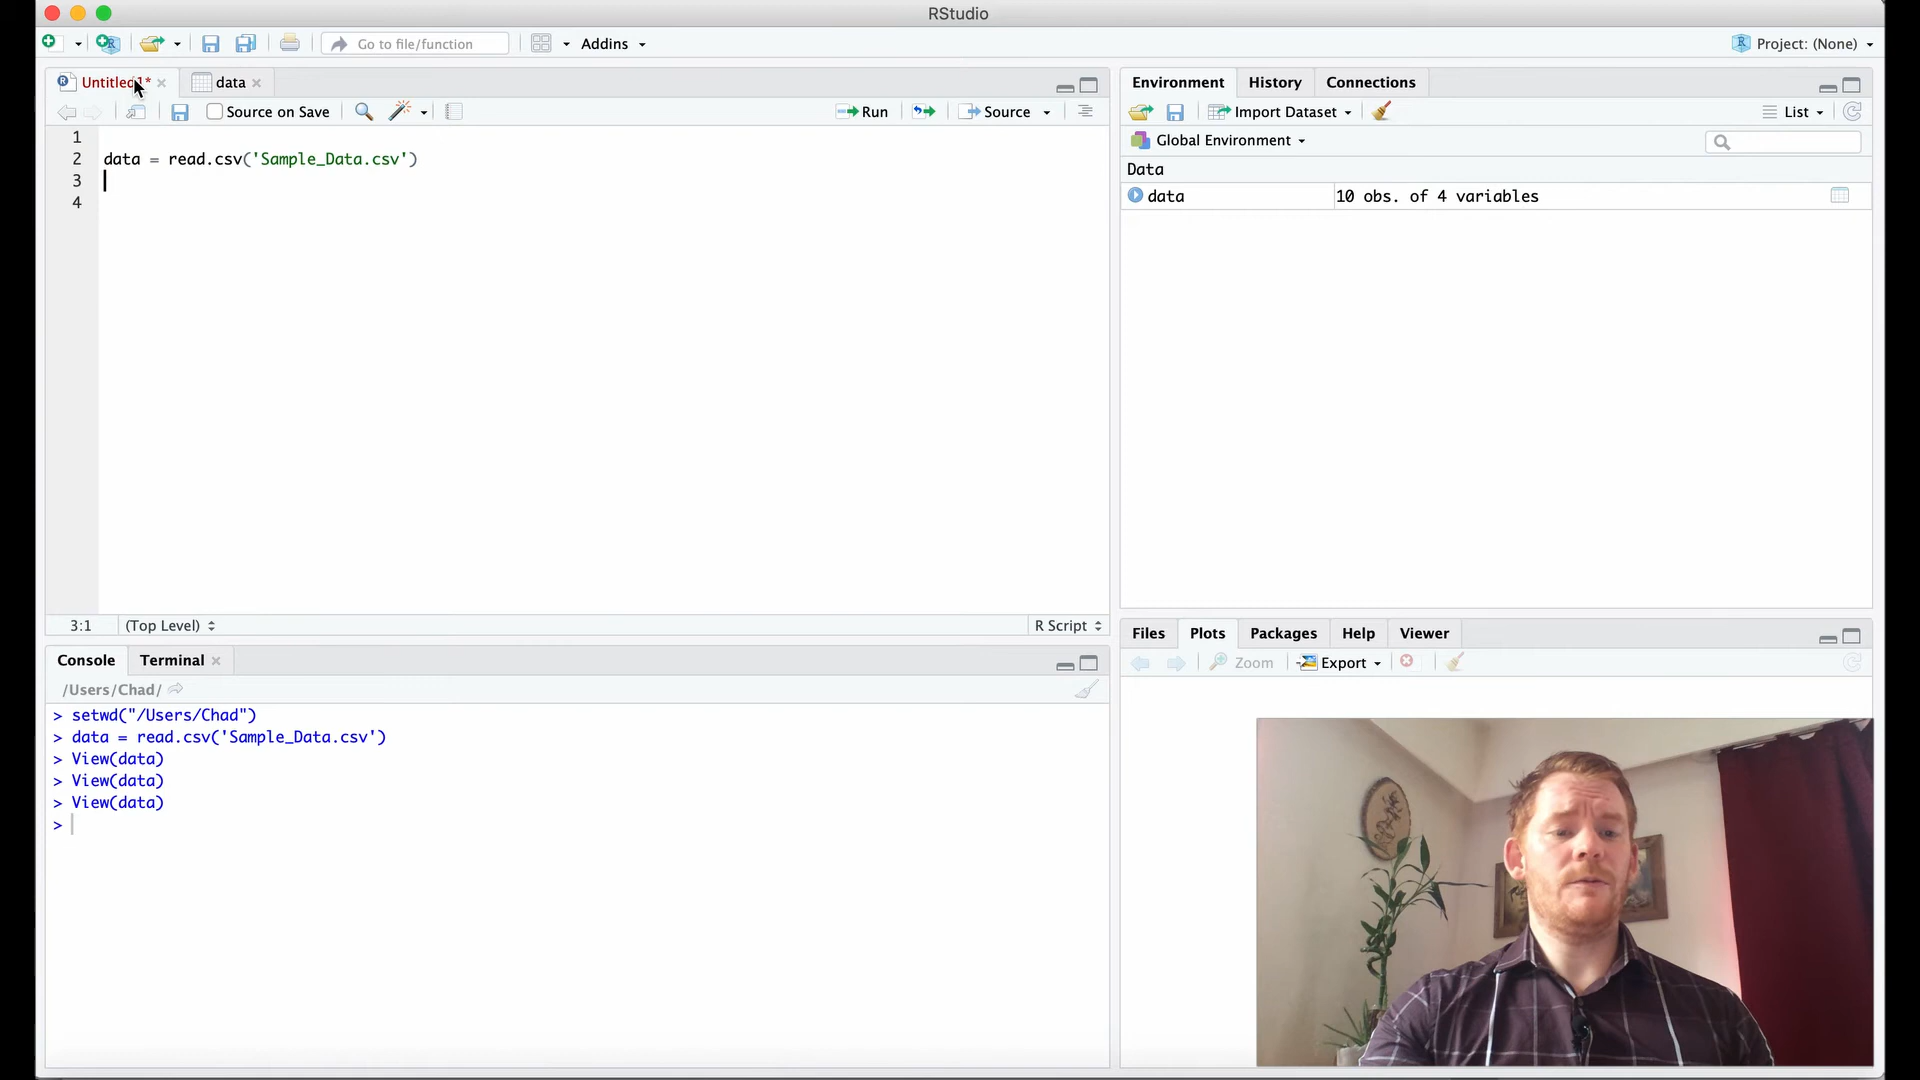 RStudio
Go to file/function
Addins
Project: (None)
Untitled1*
data
Source on Save
Run
Source
1
2 data = read.csv('Sample_Data.csv')
3
4
3:1 (Top Level) R Script
Console Terminal
/Users/Chad/
> setwd("/Users/Chad")
> data = read.csv('Sample_Data.csv')
> View(data)
> View(data)
> View(data)
>
Environment History Connections
Import Dataset List
Global Environment
Data
data 10 obs. of 4 variables
Files Plots Packages Help Viewer
Zoom Export